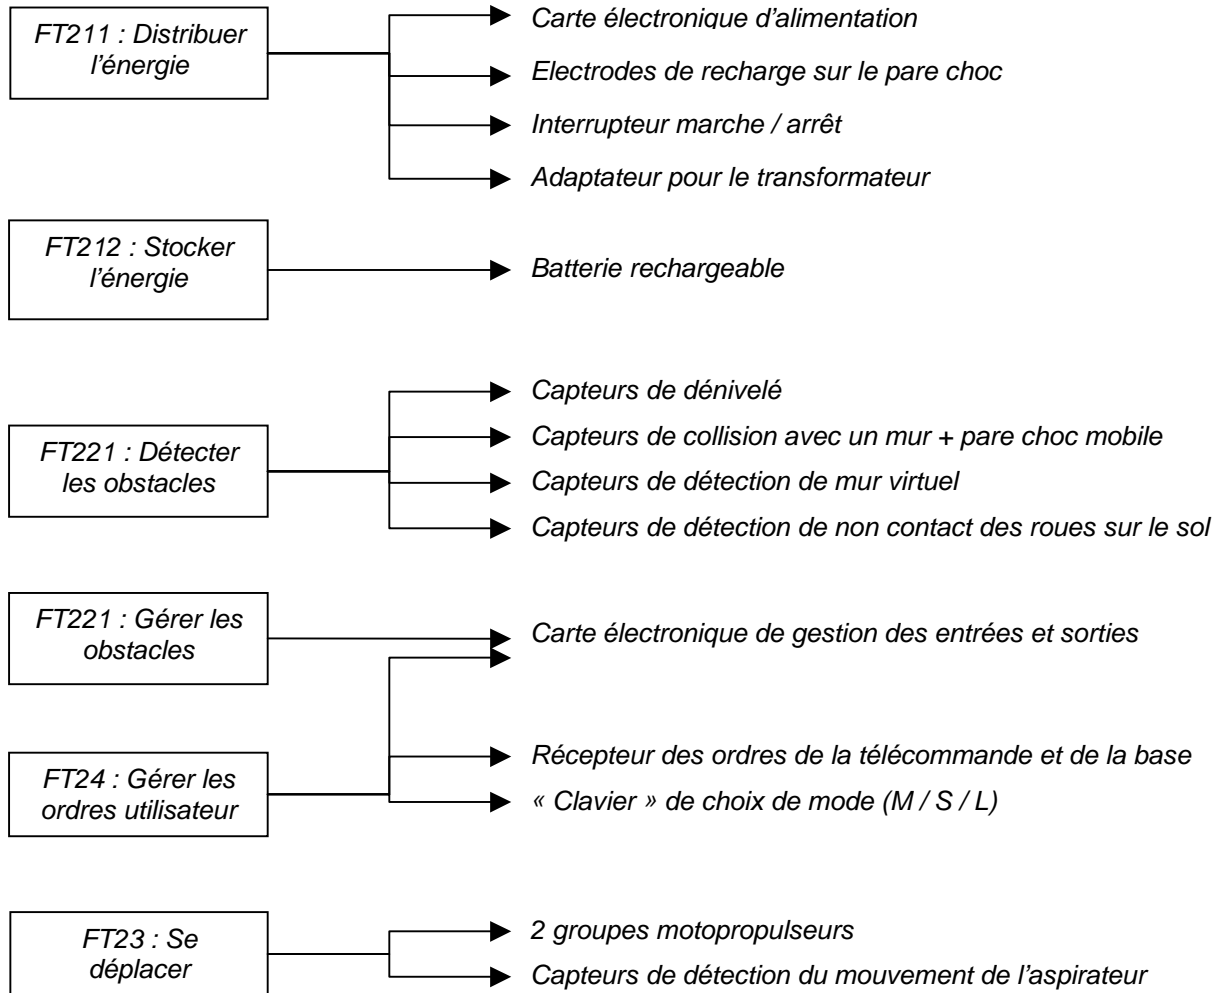 FT211 : Distribuer
l’énergie
Carte électronique d’alimentation
Electrodes de recharge sur le pare choc
Interrupteur marche / arrêt
Adaptateur pour le transformateur
FT212 : Stocker
l’énergie
Batterie rechargeable
FT221 : Détecter
les obstacles
Capteurs de dénivelé
Capteurs de collision avec un mur + pare choc mobile
Capteurs de détection de mur virtuel
Capteurs de détection de non contact des roues sur le sol
FT221 : Gérer les
obstacles
Carte électronique de gestion des entrées et sorties
FT24 : Gérer les
ordres utilisateur
Récepteur des ordres de la télécommande et de la base
« Clavier » de choix de mode (M / S / L)
FT23 : Se
déplacer
2 groupes motopropulseurs
Capteurs de détection du mouvement de l’aspirateur